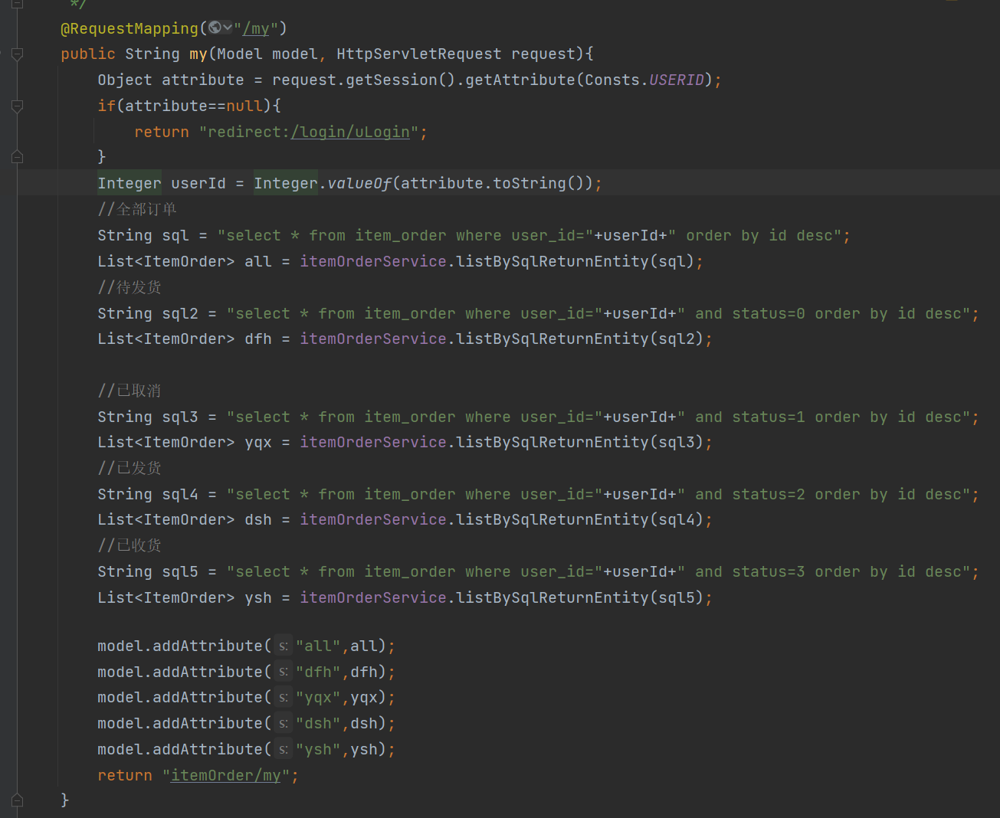 */
@RequestMapping("/my")
public String my(Model model, HttpServletRequest request){
Object attribute = request.getSession().getAttribute(Consts.USERID);
if(attribute==null){
return "redirect:/login/uLogin";
}
Integer userId = Integer.valueOf(attribute.toString());
//全部订单
String sql = "select * from item_order where user_id="+userId+" order by id desc";
List<ItemOrder> all = itemOrderService.listBySqlReturnEntity(sql);
//待发货
String sql2 = "select * from item_order where user_id="+userId+" and status=0 order by id desc";
List<ItemOrder> dfh = itemOrderService.listBySqlReturnEntity(sql2);
//已取消
String sql3 = "select * from item_order where user_id="+userId+" and status=1 order by id desc";
List<ItemOrder> yqx = itemOrderService.listBySqlReturnEntity(sql3);
//已发货
String sql4 = "select * from item_order where user_id="+userId+" and status=2 order by id desc";
List<ItemOrder> dsh = itemOrderService.listBySqlReturnEntity(sql4);
//已收货
String sql5 = "select * from item_order where user_id="+userId+" and status=3 order by id desc";
List<ItemOrder> ysh = itemOrderService.listBySqlReturnEntity(sql5);
model.addAttribute( s: "all",all);
model.addAttribute( s: "dfh",dfh);
model.addAttribute( s: "yqx",yqx);
model.addAttribute( s: "dsh",dsh);
model.addAttribute( s: "ysh",ysh);
return "itemOrder/my";
}